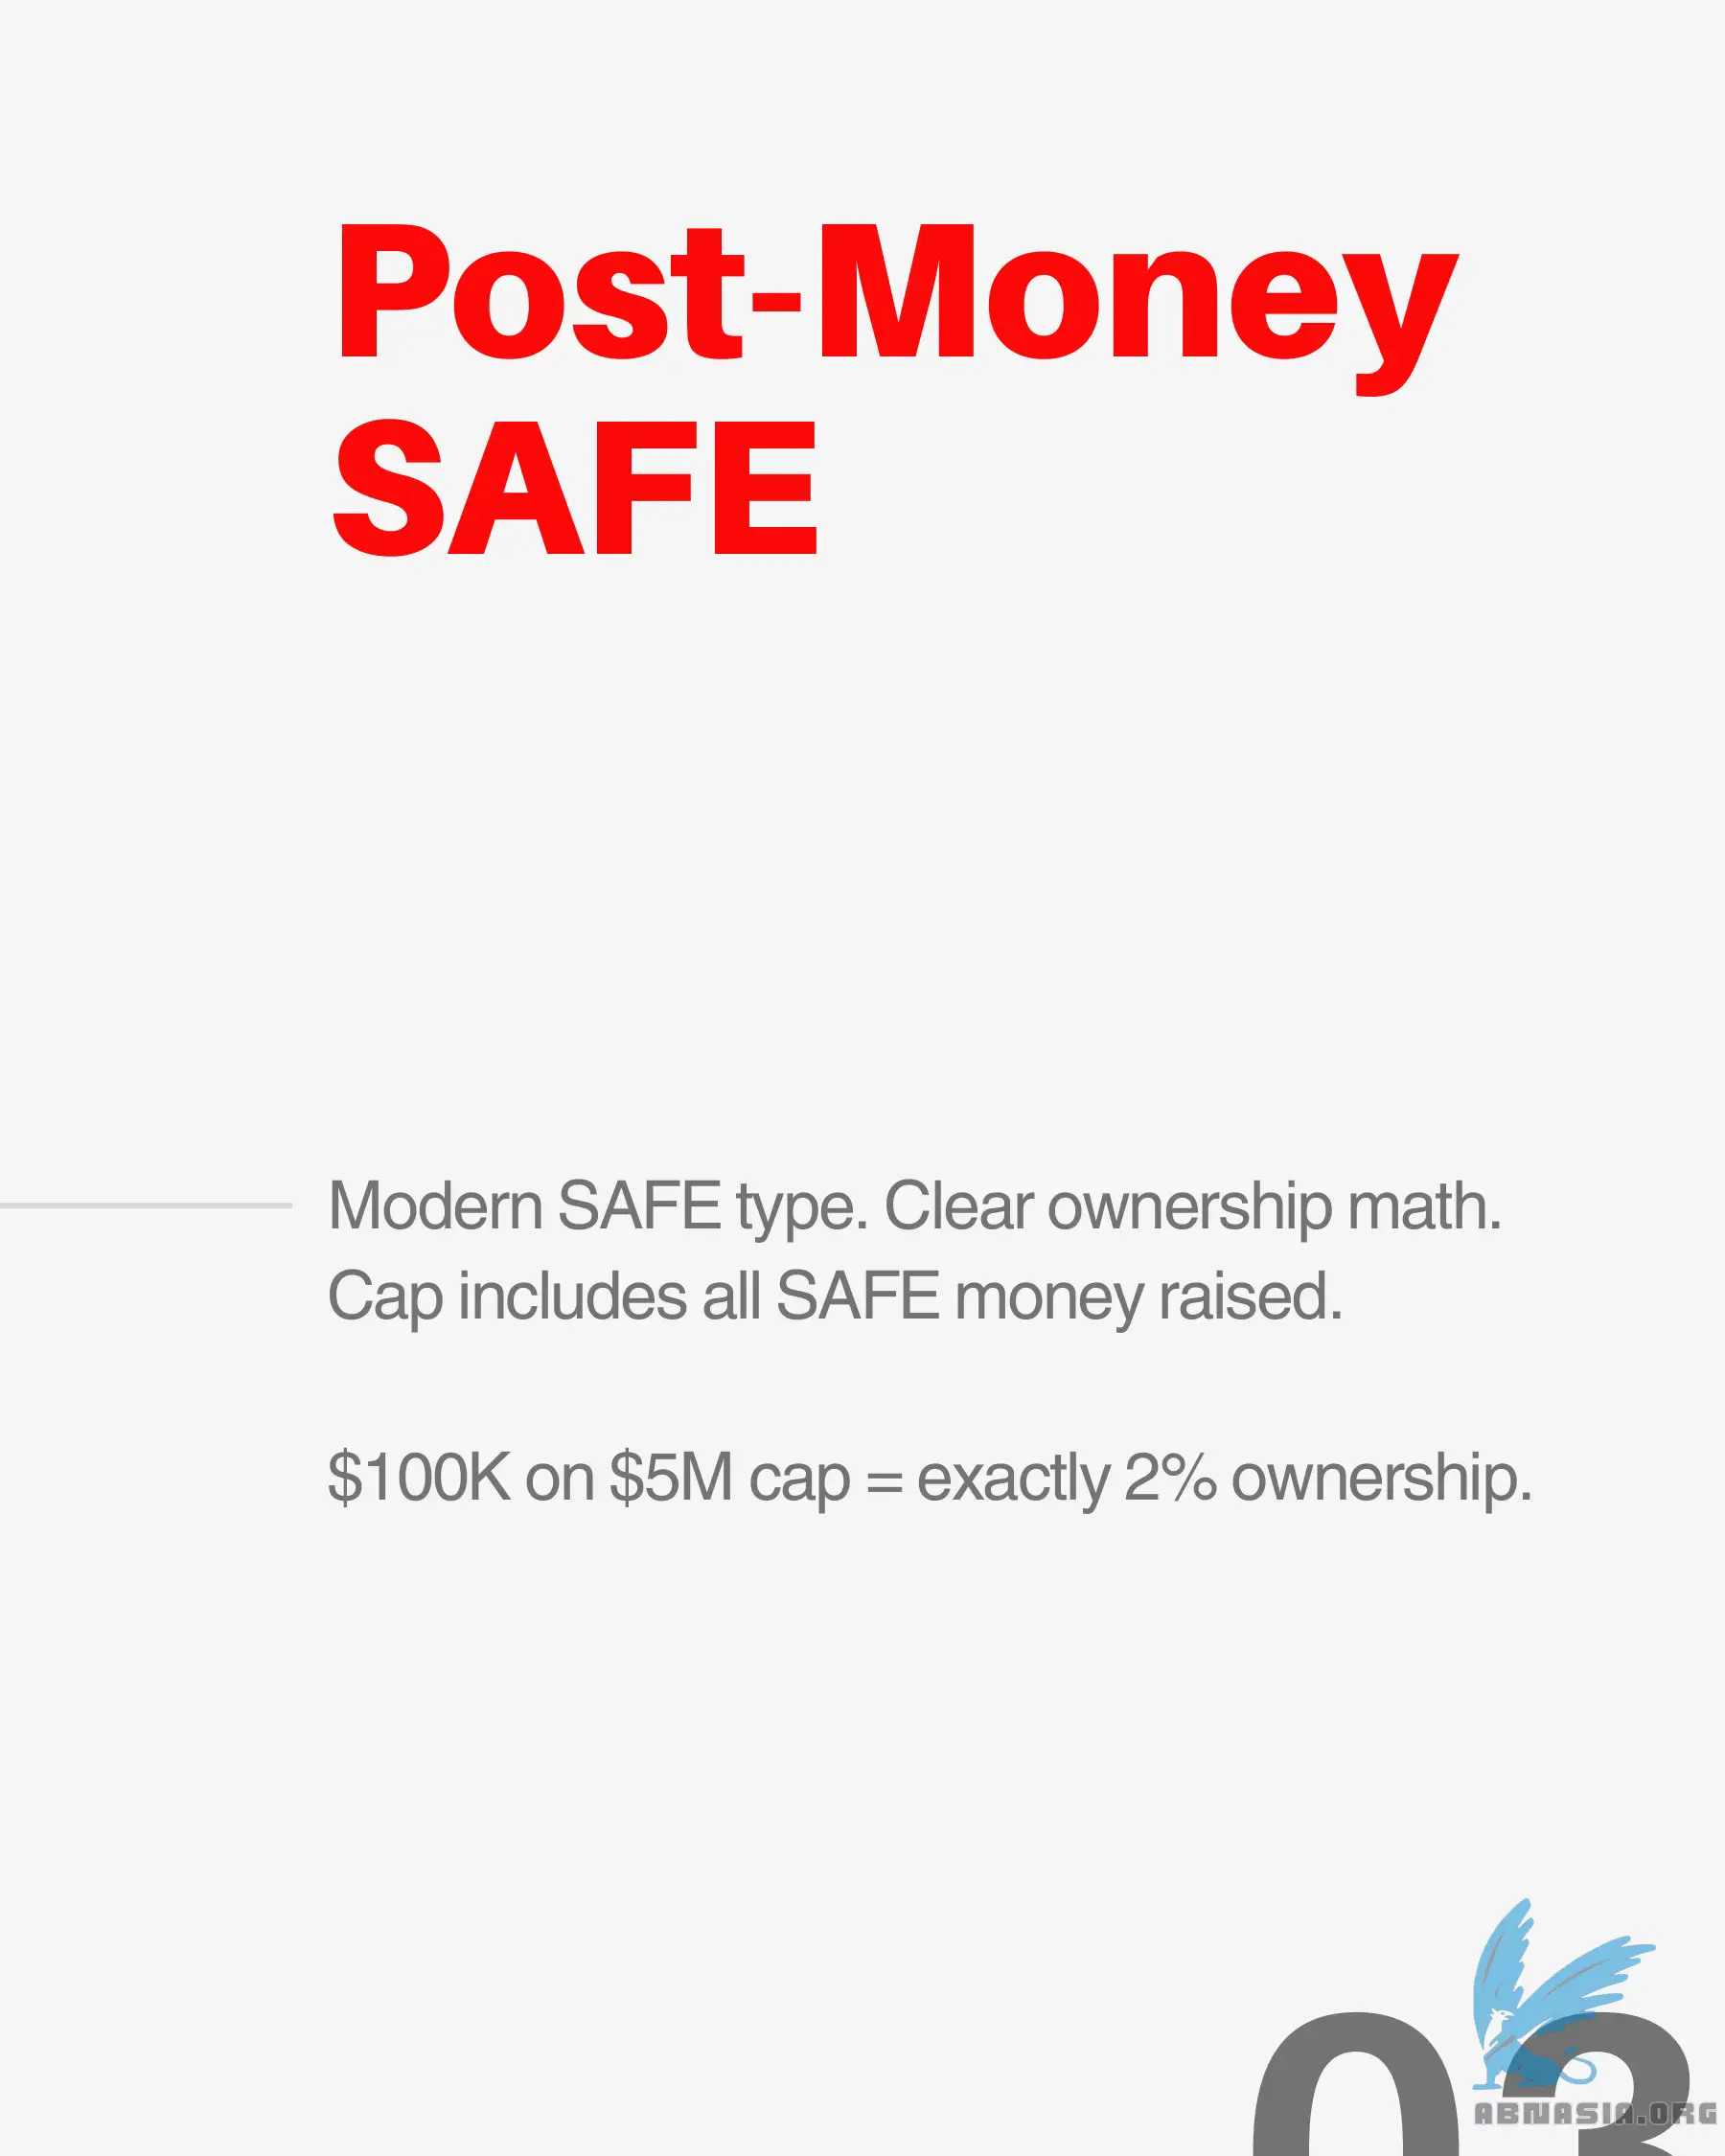 Post-Money
SAFE
Modern SAFE type. Clear ownership math.
Cap includes all SAFE money raised.
$100K on $5M cap = exactly 2% ownership.
03
ABNASIA.ORG